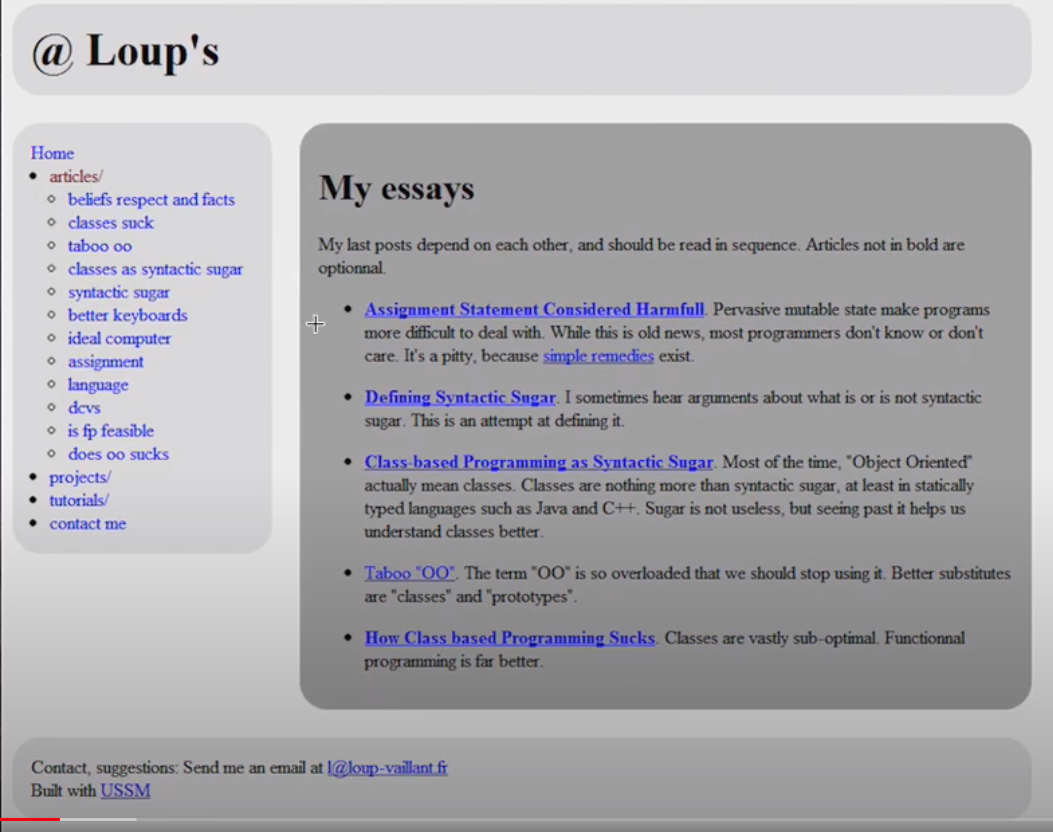 @ Loup's
Home
articles/
beliefs respect and facts
classes suck
taboo oo
classes as syntactic sugar
syntactic sugar
better keyboards
ideal computer
assignment
language
dcvs
is fp feasible
does oo sucks
projects/
tutorials/
contact me
My essays
My last posts depend on each other, and should be read in sequence. Articles not in bold are
optionnal.
Assignment Statement Considered Harmfull. Pervasive mutable state make programs
more difficult to deal with. While this is old news, most programmers don't know or don't
care. It's a pitty, because simple remedies exist.
Defining Syntactic Sugar. I sometimes hear arguments about what is or is not syntactic
sugar. This is an attempt at defining it.
Class-based Programming as Syntactic Sugar. Most of the time, "Object Oriented"
actually mean classes. Classes are nothing more than syntactic sugar, at least in statically
typed languages such as Java and C++. Sugar is not useless, but seeing past it helps us
understand classes better.
Taboo "OO". The term "OO" is so overloaded that we should stop using it. Better substitutes
are "classes" and "prototypes".
How Class based Programming Sucks. Classes are vastly sub-optimal. Functionnal
programming is far better.
Contact, suggestions: Send me an email at l@loup-vaillant.fr
Built with USSM